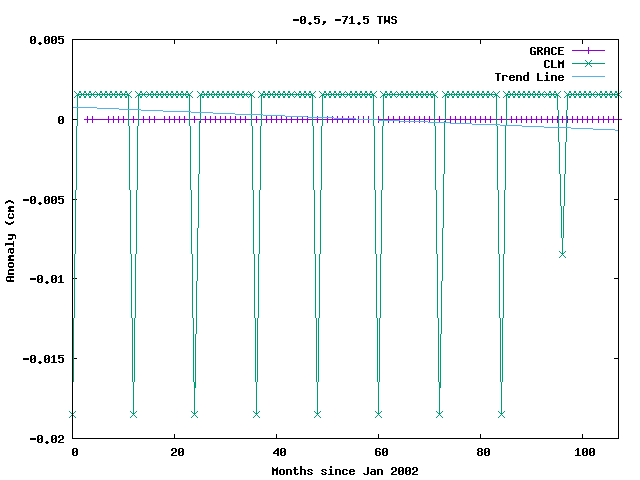 -0.5, -71.5 TWS
GRACE
CLM
Trend Line
0.005
0
-0.005
-0.01
-0.015
-0.02
Anomaly (cm)
0 20 40 60 80 100
Months since Jan 2002